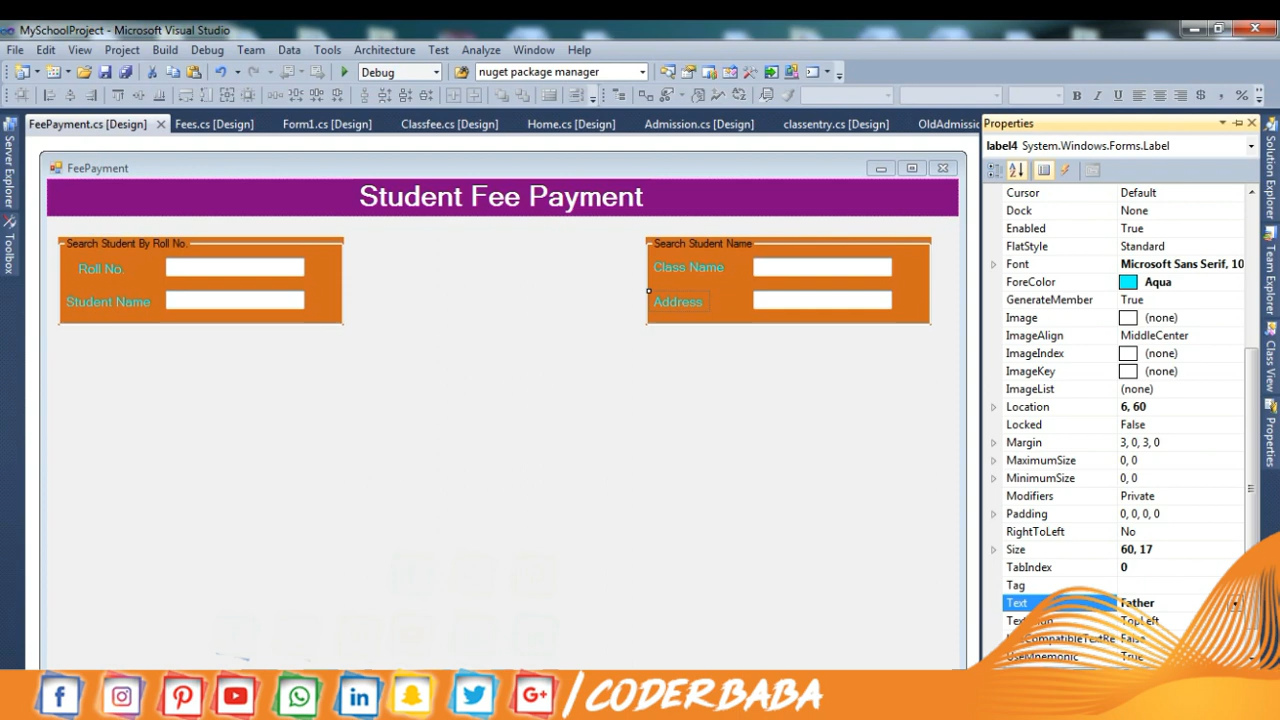 MySchoolProject - Microsoft Visual Studio
File Edit View Project Build Debug Team Data Tools Architecture Test Analyze Window Help
Debug nuget package manager
FeePayment.cs [Design] Fees.cs [Design] Form1.cs [Design] Classfee.cs [Design] Home.cs [Design] Admission.cs [Design] classentry.cs [Design] OldAdmissic
Server Explorer
Toolbox
FeePayment
Student Fee Payment
Search Student By Roll No.
Roll No.
Student Name
Search Student Name
Class Name
Address
Properties
label4 System.Windows.Forms.Label
Cursor Default
Dock None
Enabled True
FlatStyle Standard
Font Microsoft Sans Serif, 10
ForeColor Aqua
GenerateMember True
Image (none)
ImageAlign MiddleCenter
ImageIndex (none)
ImageKey (none)
ImageList (none)
Location 6, 60
Locked False
Margin 3, 0, 3, 0
MaximumSize 0, 0
MinimumSize 0, 0
Modifiers Private
Padding 0, 0, 0, 0
RightToLeft No
Size 60, 17
TabIndex 0
Tag
Text Father
TopLeft
False
UseMnemonic True
Solution Explorer
Team Explorer
Class View
Properties
/CODERBABA